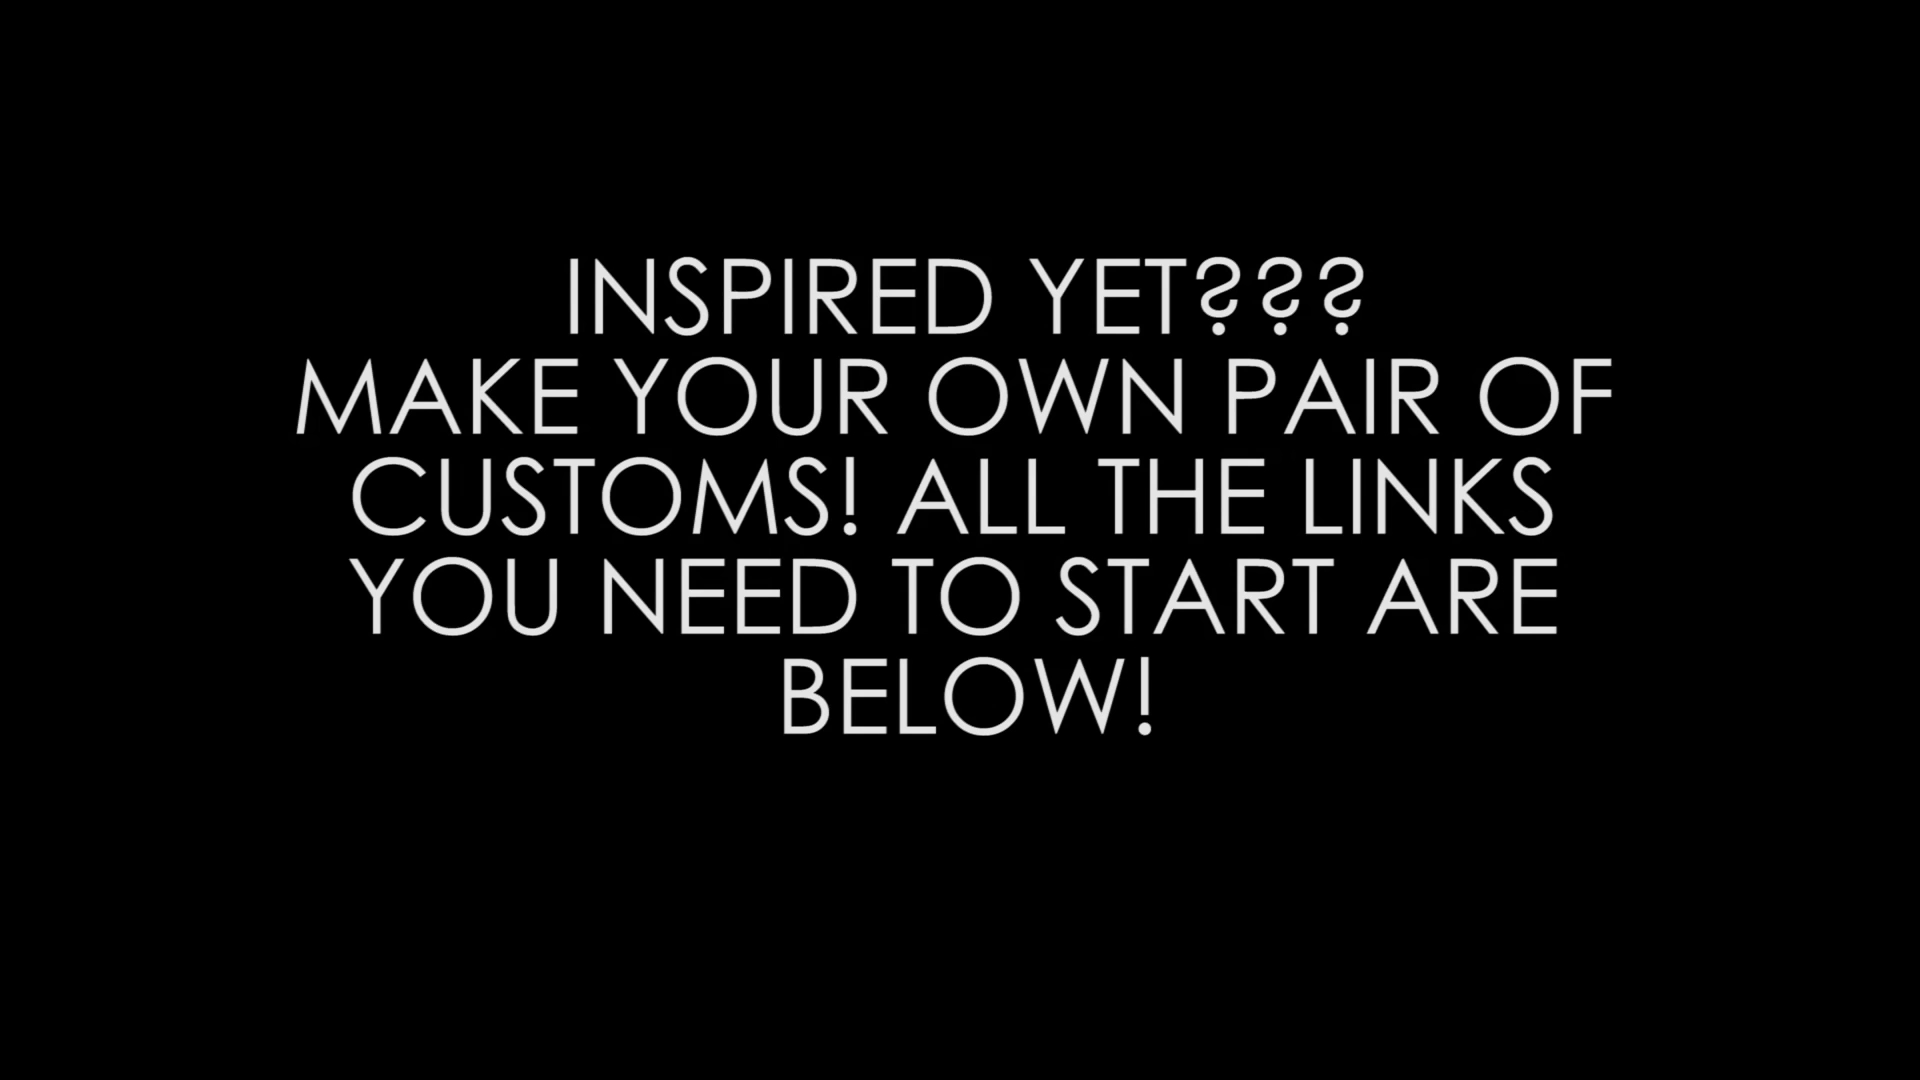 INSPIRED YET???
MAKE YOUR OWN PAIR OF
CUSTOMS! ALL THE LINKS
YOU NEED TO START ARE
BELOW!